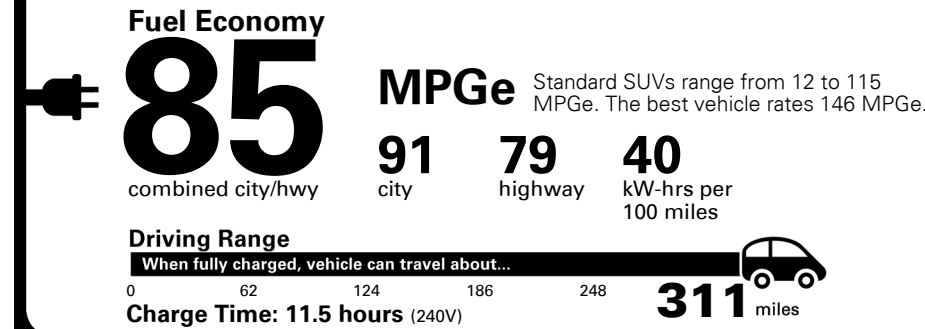 Fuel Economy
85
combined city/hwy
MPGe
Standard SUVs range from 12 to 115
MPGe. The best vehicle rates 146 MPGe.
91
city
79
highway
40
kW-hrs per
100 miles
Driving Range
When fully charged, vehicle can travel about...
0 62 124 186 248 311 miles
Charge Time: 11.5 hours (240V)